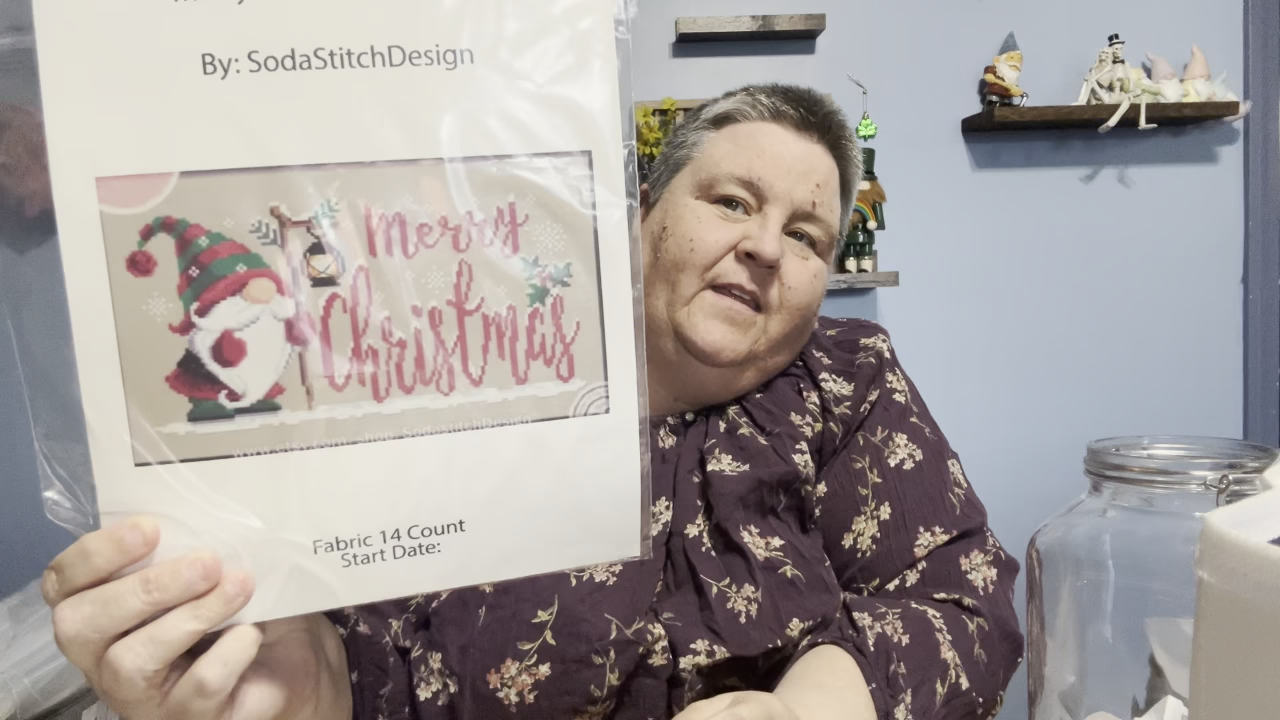 By: SodaStitchDesign
Merry
Christmas
Fabric 14 Count
Start Date: